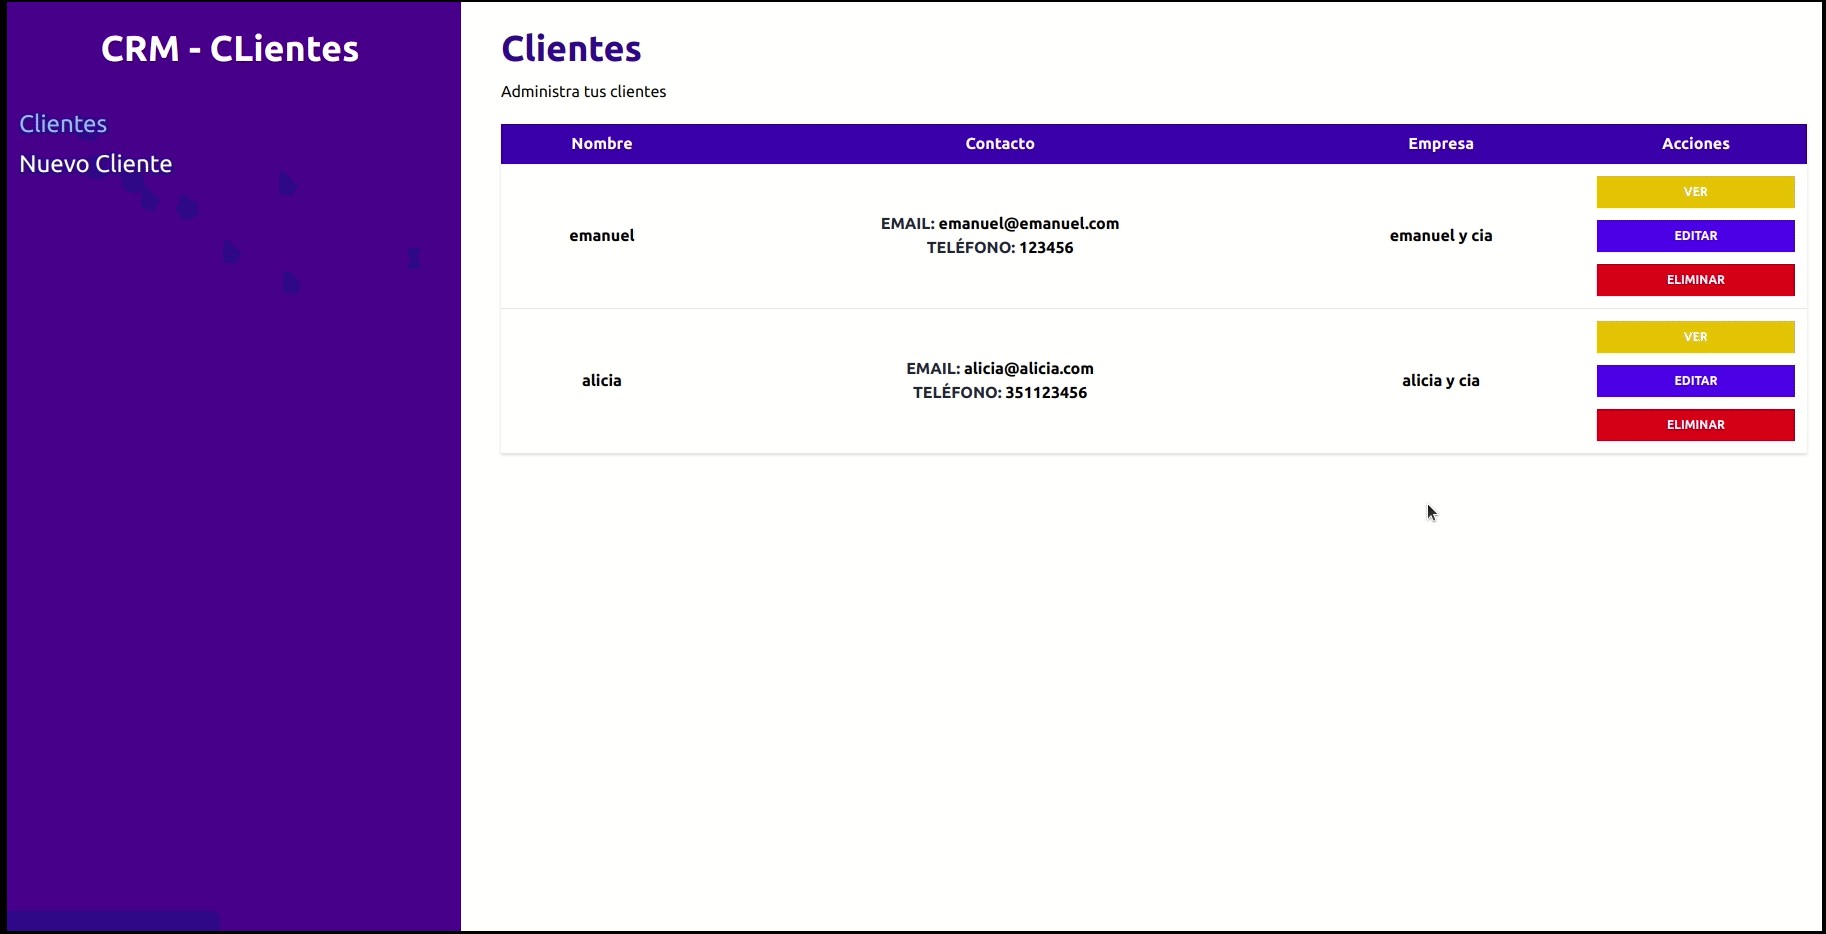 CRM - CLientes
Clientes
Nuevo Cliente
Clientes
Administra tus clientes
Nombre Contacto Empresa Acciones
emanuel
EMAIL: emanuel@emanuel.com
TELÉFONO: 123456
emanuel y cia
VER
EDITAR
ELIMINAR
alicia
EMAIL: alicia@alicia.com
TELÉFONO: 351123456
alicia y cia
VER
EDITAR
ELIMINAR